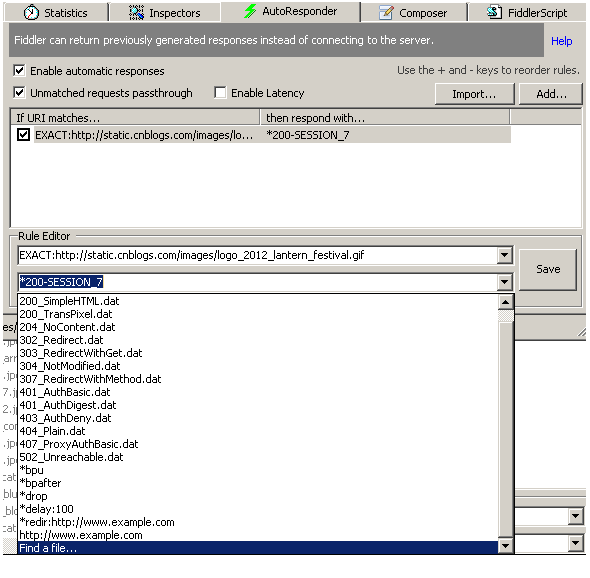 Statistics Inspectors AutoResponder Composer FiddlerScript
Fiddler can return previously generated responses instead of connecting to the server.
Help
Enable automatic responses
Use the + and - keys to reorder rules.
Unmatched requests passthrough
Enable Latency
Import...
Add...
If URI matches... then respond with...
EXACT:http://static.cnblogs.com/images/lo... *200-SESSION_7
Rule Editor
EXACT:http://static.cnblogs.com/images/logo_2012_lantern_festival.gif
Save
*200-SESSION_7
200_SimpleHTML.dat
200_TransPixel.dat
204_NoContent.dat
302_Redirect.dat
303_RedirectWithGet.dat
304_NotModified.dat
307_RedirectWithMethod.dat
401_AuthBasic.dat
401_AuthDigest.dat
403_AuthDeny.dat
404_Plain.dat
407_ProxyAuthBasic.dat
502_Unreachable.dat
*bpu
*bpafter
*drop
*delay:100
*redir:http://www.example.com
http://www.example.com
Find a file...